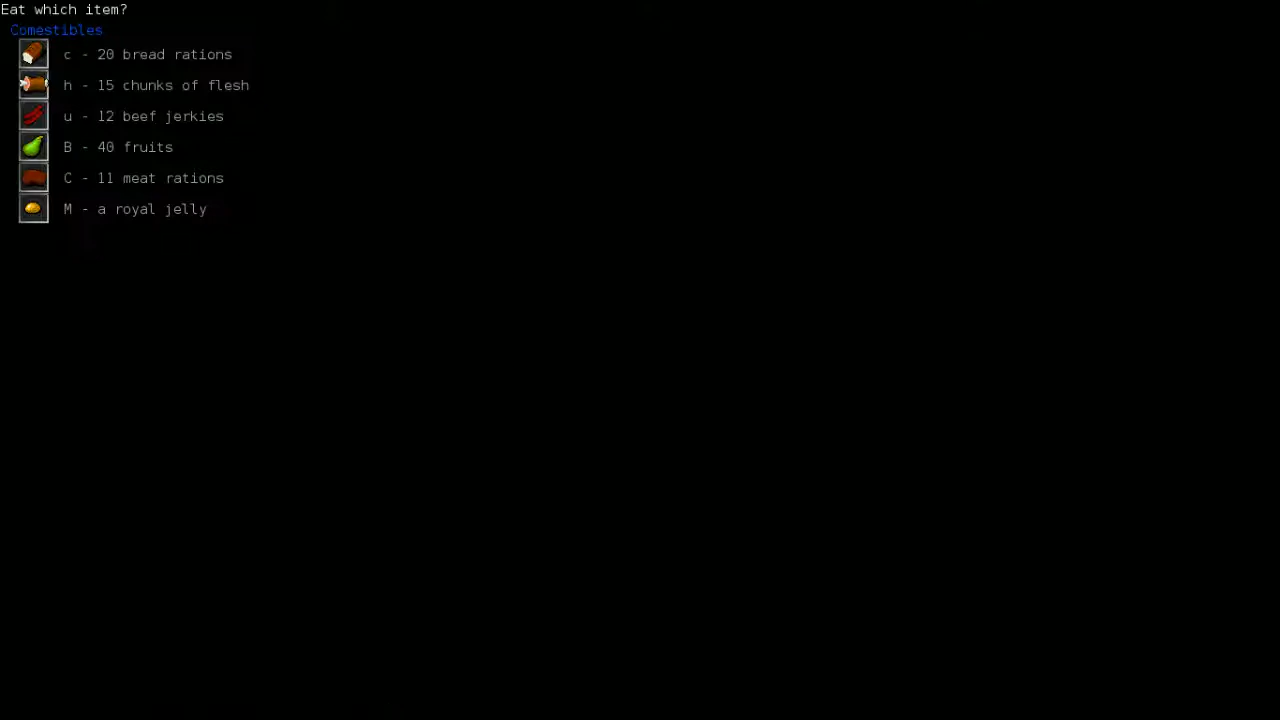 Eat which item?
Comestibles
c - 20 bread rations
h - 15 chunks of flesh
u - 12 beef jerkies
B - 40 fruits
C - 11 meat rations
M - a royal jelly